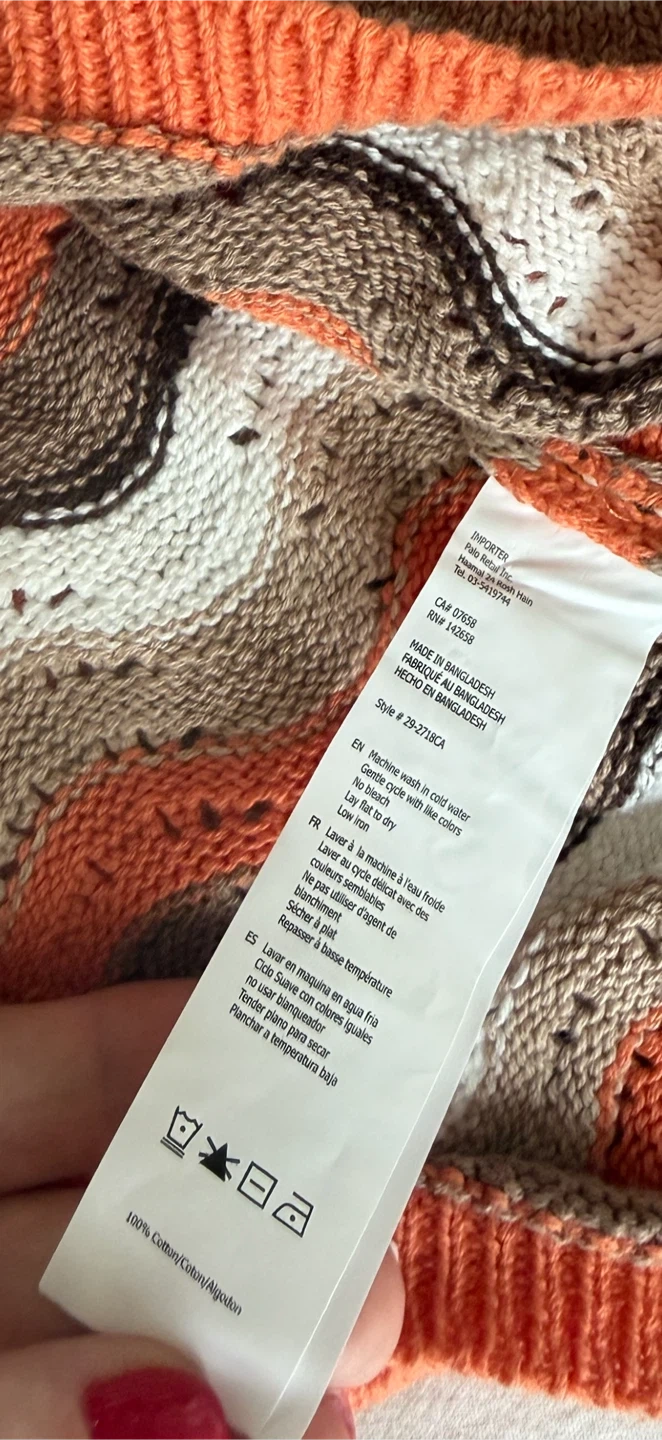 IMPORTER
Palo Retail Inc.
Haamal 24 Rosh Hain
Tel. 03-5419744
CA# 07658
RN# 142658
MADE IN BANGLADESH
FABRIQUÉ AU BANGLADESH
HECHO EN BANGLADESH
Style # 29-2718CA
EN Machine wash in cold water
Gentle cycle with like colors
No bleach
Lay flat to dry
Low iron
FR Laver à la machine à l'eau froide
Laver au cycle délicat avec des
couleurs semblables
Ne pas utiliser d'agent de
blanchiment
Sécher à plat
Repasser à basse température
ES Lavar en maquina en agua fria
Ciclo Suave con colores Iguales
no usar blanqueador
Tender plano para secar
Planchar a temperatura baja
100% Cotton/Coton/Algodon